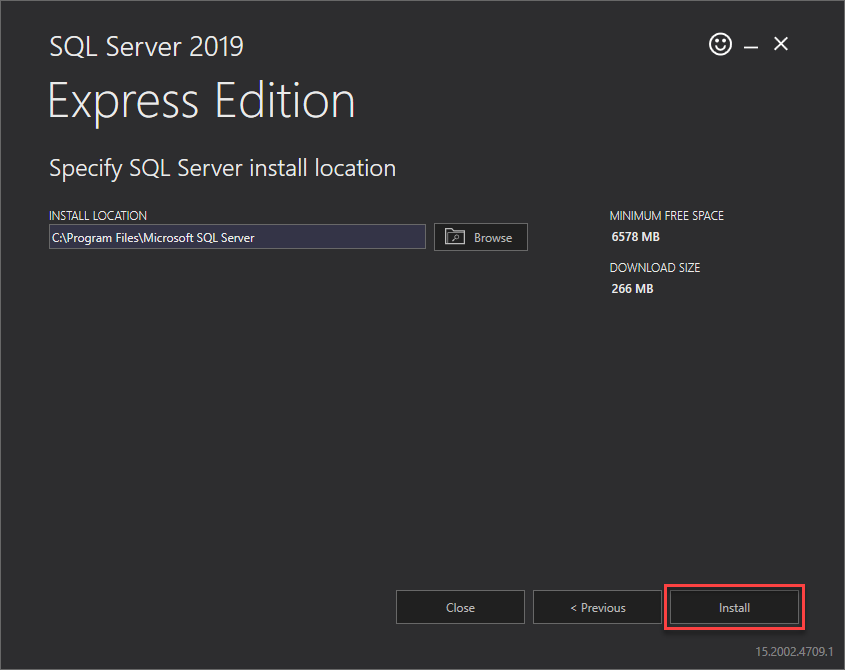 SQL Server 2019
Express Edition
Specify SQL Server install location
INSTALL LOCATION
C:\Program Files\Microsoft SQL Server
Browse
MINIMUM FREE SPACE
6578 MB
DOWNLOAD SIZE
266 MB
Close
< Previous
Install
15.2002.4709.1